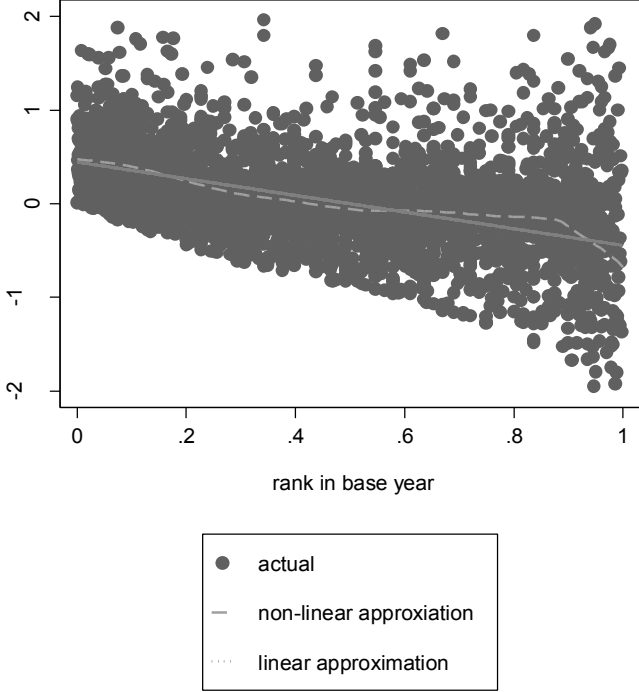 2
1
0
-1
-2
0 .2 .4 .6 .8 1
rank in base year
actual
non-linear approxiation
linear approximation